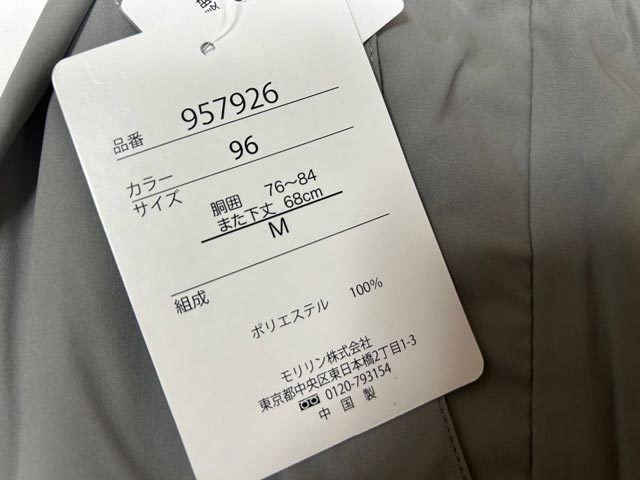 品番 957926
カラー 96
サイズ 胴囲 76〜84
また下丈 68cm
M
組成
ポリエステル 100%
モリリン株式会社
東京都中央区東日本橋2丁目1-3
0120-793154
中国製